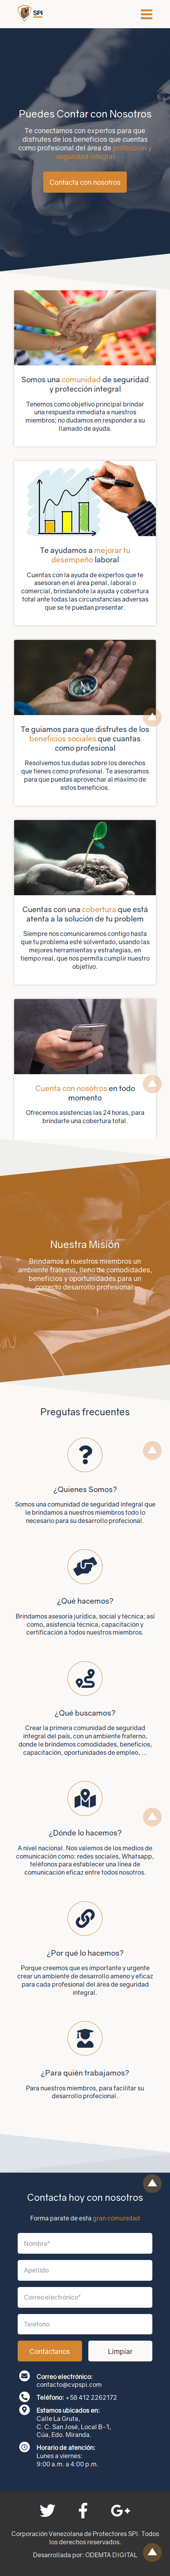 SPI
Puedes Contar con Nosotros
Te conectamos con expertos para que
disfrutes de los beneficios que cuentas
como profesional del área de protección y
seguridad integral.
Contacta con nosotros
Somos una comunidad de seguridad
y protección integral
Tenemos como objetivo principal brindar
una respuesta inmediata a nuestros
miembros; no dudamos en responder a su
llamado de ayuda.
Te ayudamos a mejorar tu
desempeño laboral
Cuentas con la ayuda de expertos que te
asesoran en el área penal, laboral o
comercial, brindandote la ayuda y cobertura
total ante todas las circunstancias adversas
que se te puedan presentar.
Te guiamos para que disfrutes de los
beneficios sociales que cuantas
como profesional
Resolvemos tus dudas sobre los derechos
que tienes como profesional. Te asesoramos
para que puedas aprovechar al máximo de
estos beneficios.
Cuentas con una cobertura que está
atenta a la solución de tu problem
Siempre nos comunicaremos contigo hasta
que tu problema esté solventado, usando las
mejores herramientas y estrategias, en
tiempo real, que nos permita cumplir nuestro
objetivo.
Cuenta con nosotros en todo
momento
Ofrecemos asistencias las 24 horas, para
brindarte una cobertura total.
Nuestra Misión
Brindamos a nuestros miembros un
ambiente fraterno, lleno de comodidades,
beneficios y oportunidades para un
correcto desarrollo profesional.
Pregutas frecuentes
¿Quienes Somos?
Somos una comunidad de seguridad integral que
le brindamos a nuestros miembros todo lo
necesario para su desarrollo profecional.
¿Qué hacemos?
Brindamos asesoría jurídica, social y técnica; así
como, asistencia técnica, capacitación y
certificación a todos nuestros miembros.
¿Qué buscamos?
Crear la primera comunidad de seguridad
integral del país, con un ambiente fraterno,
donde le brindemos comodidades, beneficios,
capacitación, oportunidades de empleo, ...
¿Dónde lo hacemos?
A nivel nacional. Nos valemos de los medios de
comunicación como: redes sociales, Whatsapp,
teléfonos para establecer una línea de
comunicación eficaz entre todos nosotros.
¿Por qué lo hacemos?
Porque creemos que es importante y urgente
crear un ambiente de desarrollo ameno y eficaz
para cada profesional del área de seguridad
integral.
¿Para quién trabajamos?
Para nuestros miembros, para facilitar su
desarrollo profecional.
Contacta hoy con nosotros
Forma parate de esta gran comunidad
Nombre*
Apellido
Correo electrónico*
Teléfono
Contáctanos
Limpiar
Correo electrónico:
contacto@cvpspi.com
Teléfono: +58 412 2262172
Estamos ubicados en:
Calle La Gruta,
C. C. San José, Local B-1,
Cúa, Edo. Miranda.
Horario de atención:
Lunes a viernes:
9:00 a.m. a 4:00 p.m.
Corporación Venezolana de Protectores SPI. Todos
los derechos reservados.
Desarrollada por: ODEMTA DIGITAL